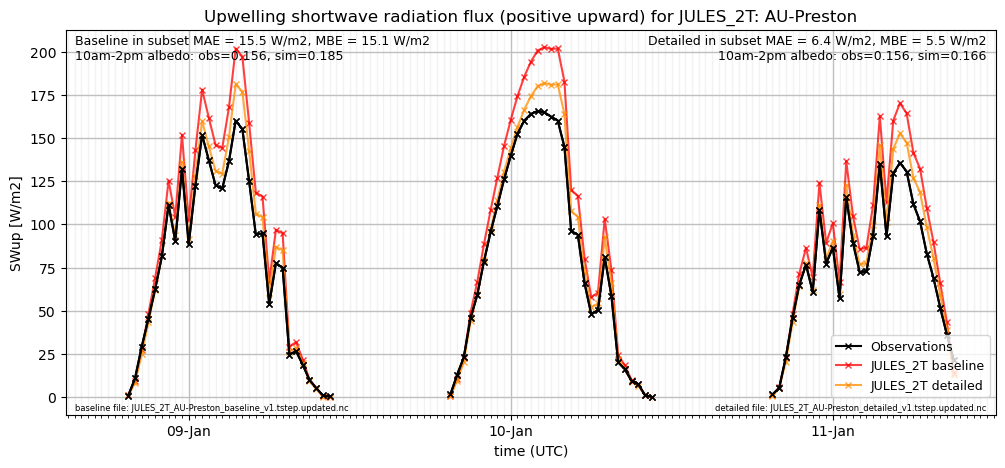 Upwelling shortwave radiation flux (positive upward) for JULES_2T: AU-Preston
Baseline in subset MAE = 15.5 W/m2, MBE = 15.1 W/m2
10am-2pm albedo: obs=0.156, sim=0.185
Detailed in subset MAE = 6.4 W/m2, MBE = 5.5 W/m2
10am-2pm albedo: obs=0.156, sim=0.166
SWup [W/m2]
200
175
150
125
100
75
50
25
0
Observations
JULES_2T baseline
JULES_2T detailed
baseline file: JULES_2T_AU-Preston_baseline_v1.tstep.updated.nc
detailed file: JULES_2T_AU-Preston_detailed_v1.tstep.updated.nc
09-Jan
10-Jan
11-Jan
time (UTC)